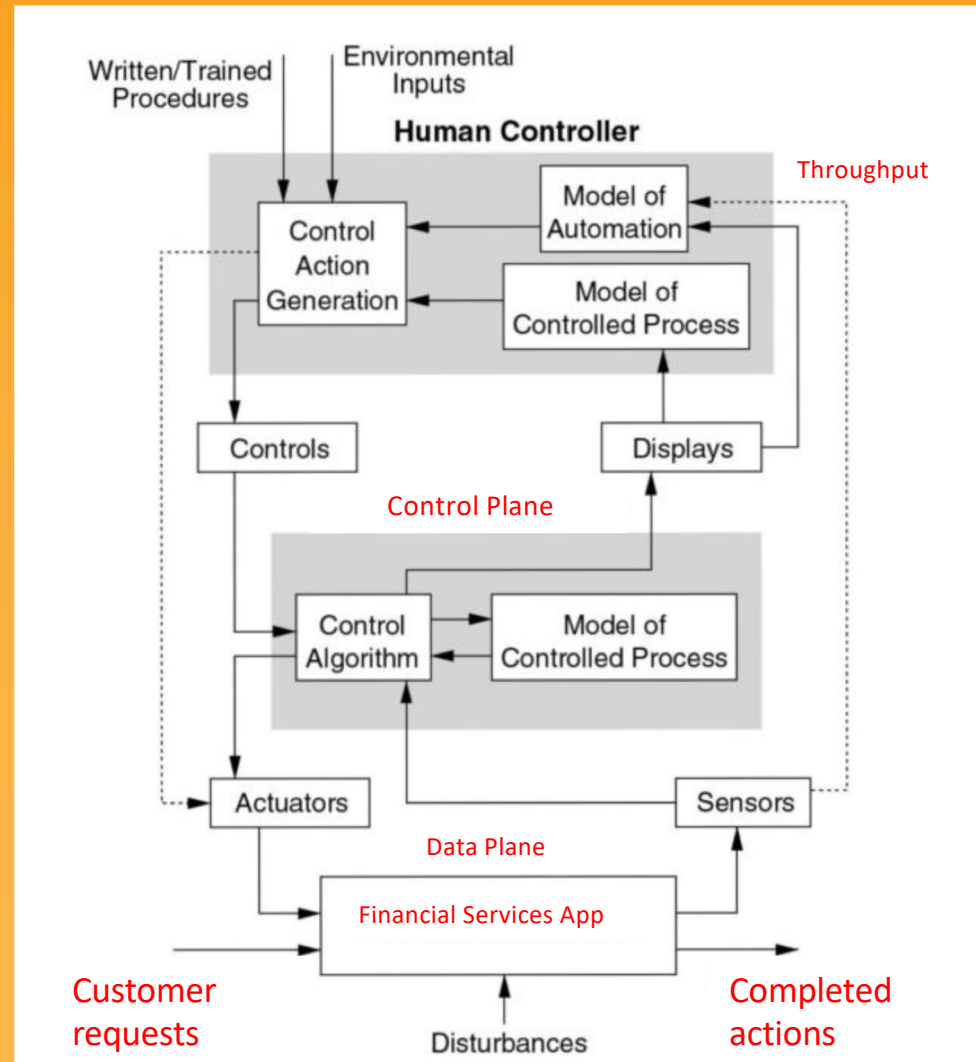 Written/Trained
Procedures
Environmental
Inputs
Human Controller
Throughput
Model of
Automation
Control
Action
Generation
Model of
Controlled Process
Controls
Displays
Control Plane
Control
Algorithm
Model of
Controlled Process
Actuators
Sensors
Data Plane
Financial Services App
Customer
requests
Completed
actions
Disturbances